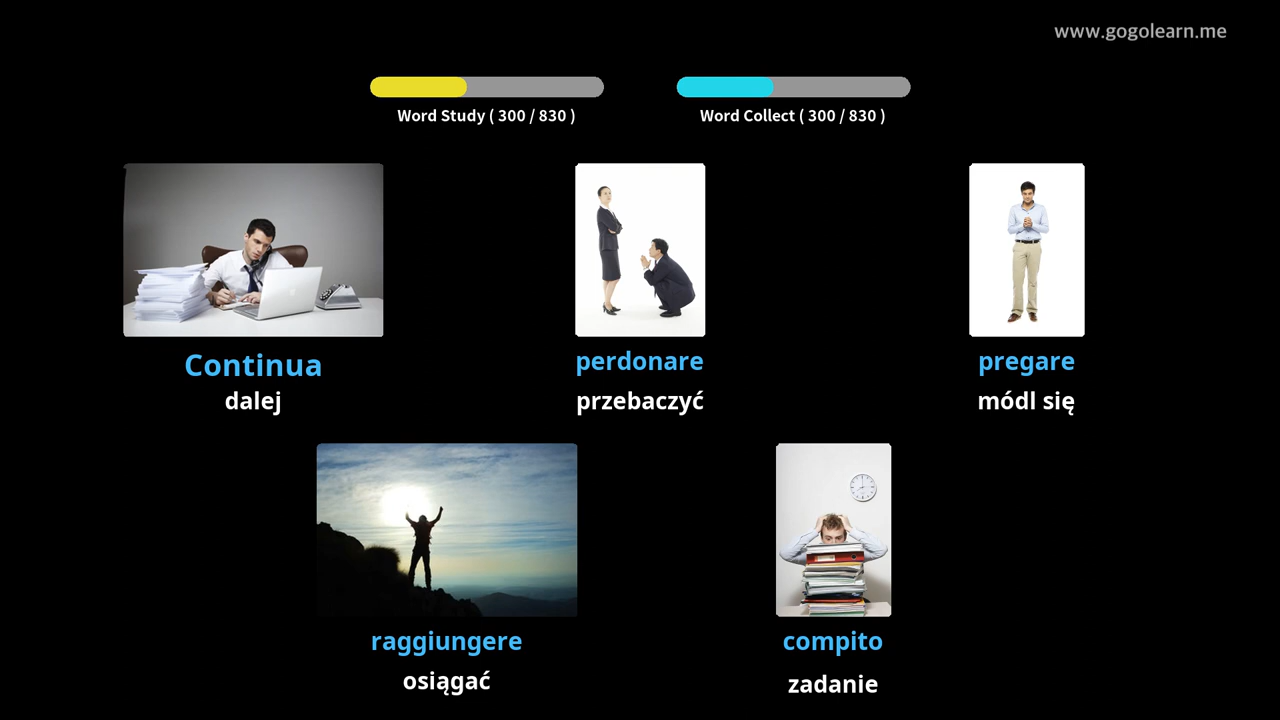 www.gogolearn.me
Word Study ( 300 / 830 )
Word Collect ( 300 / 830 )
Continua
dalej
perdonare
przebaczyć
pregare
módl się
raggiungere
osiągać
compito
zadanie